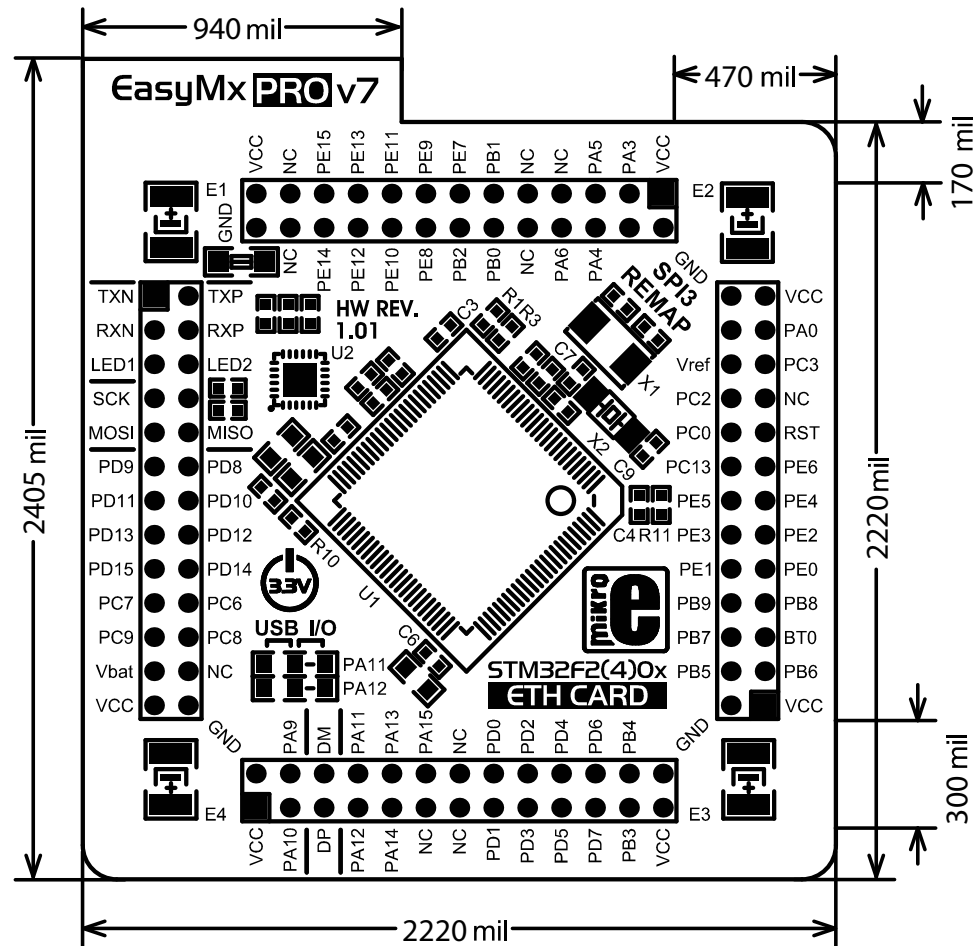 940 mil
EasyMx PRO v7
470 mil
170 mil
VCC NC PE15 PE13 PE11 PE9 PE7 PB1 NC NC PA5 PA3 VCC
E1
E2
GND NC PE14 PE12 PE10 PE8 PB2 PB0 NC PA6 PA4 GND
SPI3
REMAP
HW REV.
1.01
TXN TXP
RXN RXP
LED1 LED2
SCK
MOSI MISO
PD9 PD8
PD11 PD10
PD13 PD12
PD15 PD14
PC7 PC6
PC9 PC8
Vbat NC
VCC
GND
U2
C3
R1R3
C7
X1
X2
C9
C4 R11
R10
U1
C6
VCC
PA0
Vref PC3
PC2 NC
PC0 RST
PC13 PE6
PE5 PE4
PE3 PE2
PE1 PE0
PB9 PB8
PB7 BT0
PB5 PB6
VCC
GND
3.3V
USB I/O
PA11
PA12
mikro
e
STM32F2(4)0x
ETH CARD
PA9 DM PA11 PA13 PA15 NC PD0 PD2 PD4 PD6 PB4
E4
E3
VCC PA10 DP PA12 PA14 NC NC PD1 PD3 PD5 PD7 PB3 VCC
2405 mil
2220 mil
300 mil
2220 mil